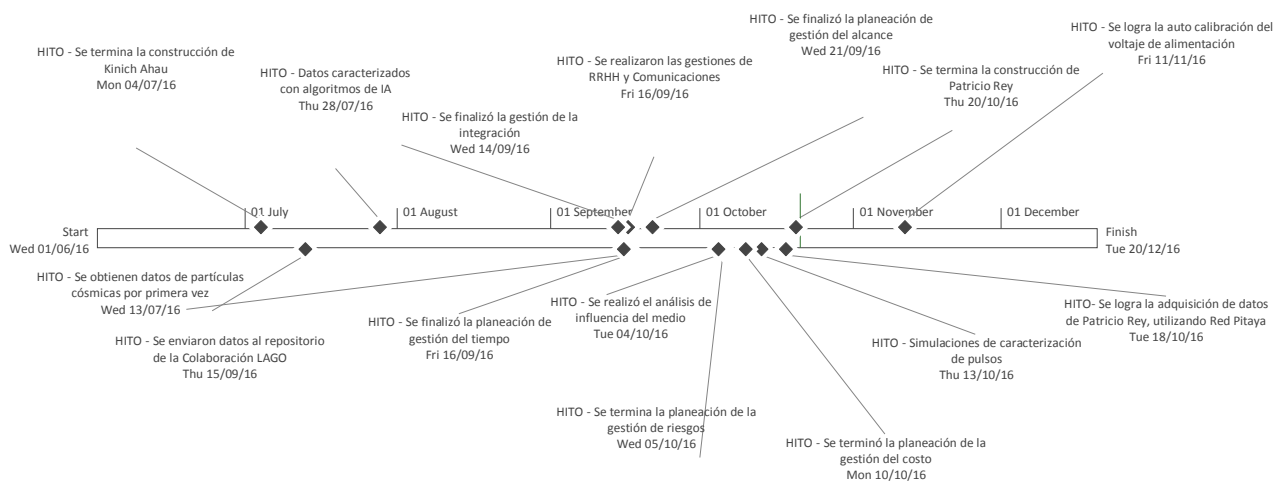 HITO - Se finalizó la planeación de
gestión del alcance
Wed 21/09/16
HITO - Se logra la auto calibración del
voltaje de alimentación
Fri 11/11/16
HITO - Se termina la construcción de
Kinich Ahau
Mon 04/07/16
HITO - Se realizaron las gestiones de
RRHH y Comunicaciones
Fri 16/09/16
HITO - Datos caracterizados
con algoritmos de IA
Thu 28/07/16
HITO - Se termina la construcción de
Patricio Rey
Thu 20/10/16
HITO - Se finalizó la gestión de la
integración
Wed 14/09/16
01 July
01 August
01 September
01 October
01 November
01 December
Start
Wed 01/06/16
Finish
Tue 20/12/16
HITO - Se obtienen datos de partículas
cósmicas por primera vez
Wed 13/07/16
HITO - Se enviaron datos al repositorio
de la Colaboración LAGO
Thu 15/09/16
HITO - Se finalizó la planeación de
gestión del tiempo
Fri 16/09/16
HITO - Se realizó el análisis de
influencia del medio
Tue 04/10/16
HITO- Se logra la adquisición de datos
de Patricio Rey, utilizando Red Pitaya
Tue 18/10/16
HITO - Simulaciones de caracterización
de pulsos
Thu 13/10/16
HITO - Se termina la planeación de la
gestión de riesgos
Wed 05/10/16
HITO - Se terminó la planeación de la
gestión del costo
Mon 10/10/16